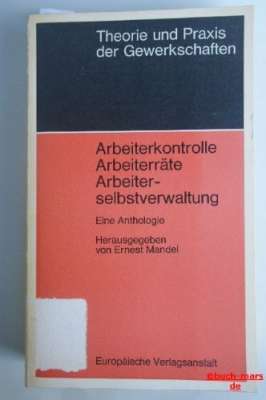 Theorie und Praxis
der Gewerkschaften
Arbeiterkontrolle
Arbeiterräte
Arbeiter-
selbstverwaltung
Eine Anthologie
Herausgegeben
von Ernest Mandel
Europäische Verlagsanstalt
©buch-mars
de